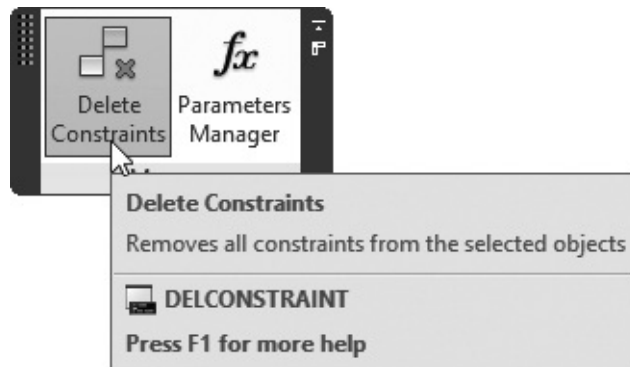 fx
Delete
Constraints
Parameters
Manager
Delete Constraints
Removes all constraints from the selected objects
DELCONSTRAINT
Press F1 for more help